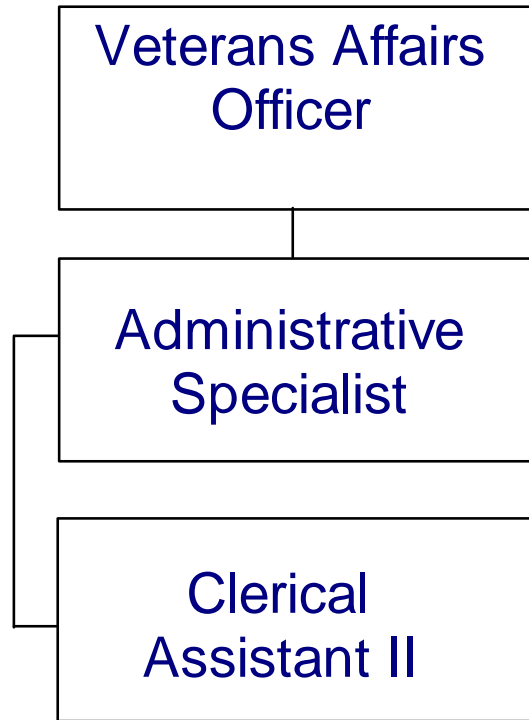 Veterans Affairs
Officer
Administrative
Specialist
Clerical
Assistant II